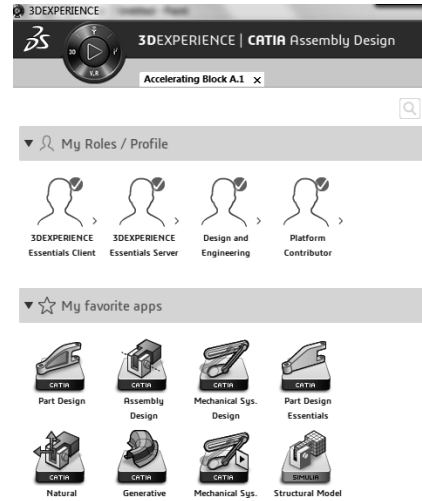 3DEXPERIENCE
3DEXPERIENCE | CATIA Assembly Design
3D
V.R
Accelerating Block A.1 x
My Roles / Profile
3DEXPERIENCE Essentials Client
3DEXPERIENCE Essentials Server
Design and Engineering
Platform Contributor
My favorite apps
CATIA CATIA CATIA CATIA
Part Design
Assembly Design
Mechanical Sys. Design
Part Design Essentials
CATIA CATIA CATIA SIMULIA
Natural Generative Mechanical Sys. Structural Model